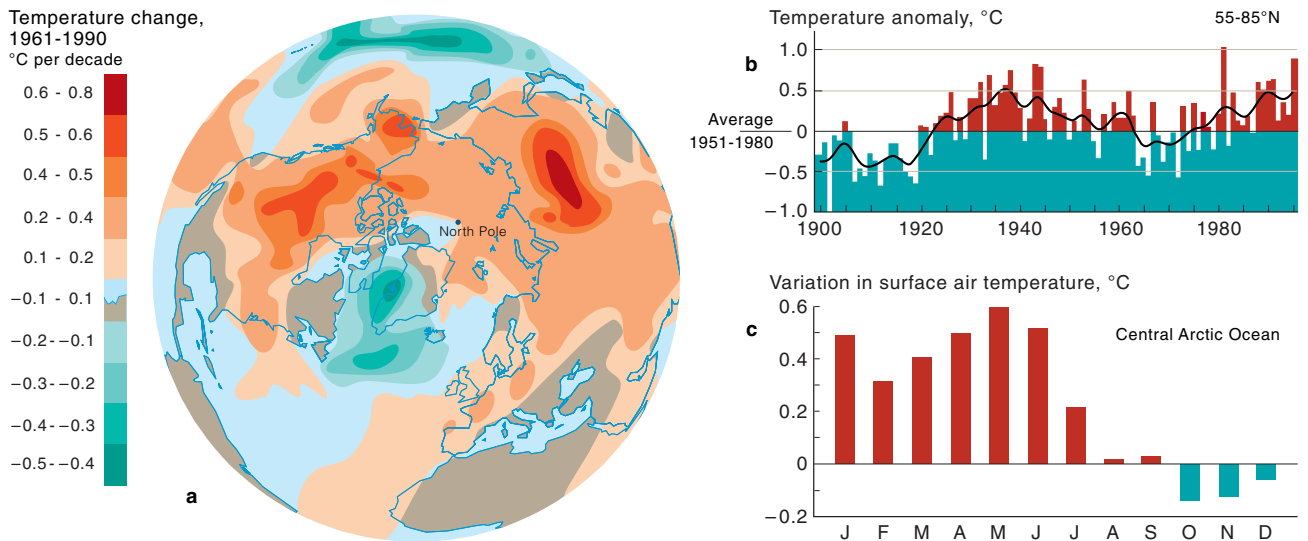 Temperature change,
1961-1990
°C per decade
0.6 - 0.8
0.5 - 0.6
0.4 - 0.5
0.2 - 0.4
0.1 - 0.2
−0.1 - 0.1
−0.2- −0.1
−0.3- −0.2
−0.4- −0.3
−0.5- −0.4
North Pole
a
Temperature anomaly, °C
55-85°N
b
1.0
0.5
Average
1951-1980
0
−0.5
−1.0
1900 1920 1940 1960 1980
Variation in surface air temperature, °C
c
Central Arctic Ocean
0.6
0.4
0.2
0
−0.2
J F M A M J J A S O N D